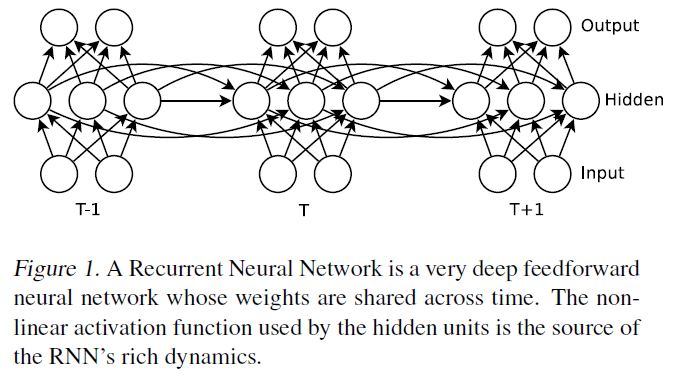 Output
Hidden
Input
T-1 T T+1
Figure 1. A Recurrent Neural Network is a very deep feedforward
neural network whose weights are shared across time. The non-
linear activation function used by the hidden units is the source of
the RNN's rich dynamics.